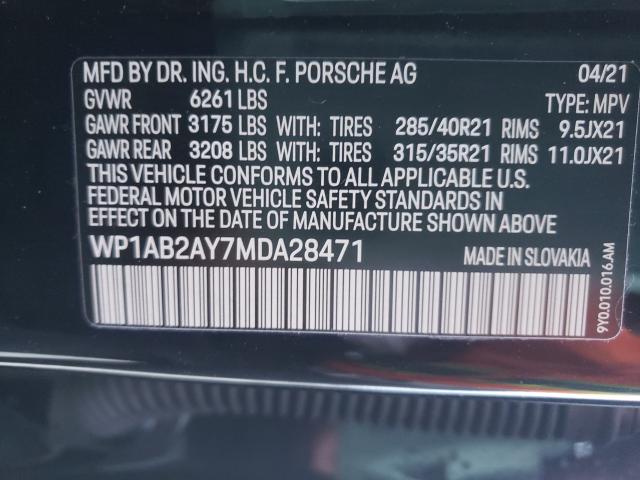 MFD BY DR. ING. H.C. F. PORSCHE AG 04/21
GVWR 6261 LBS TYPE: MPV
GAWR FRONT 3175 LBS WITH: TIRES 285/40R21 RIMS 9.5JX21
GAWR REAR 3208 LBS WITH: TIRES 315/35R21 RIMS 11.0JX21
THIS VEHICLE CONFORMS TO ALL APPLICABLE U.S.
FEDERAL MOTOR VEHICLE SAFETY STANDARDS IN
EFFECT ON THE DATE OF MANUFACTURE SHOWN ABOVE
WP1AB2AY7MDA28471 MADE IN SLOVAKIA
9Y0.010.016.AM